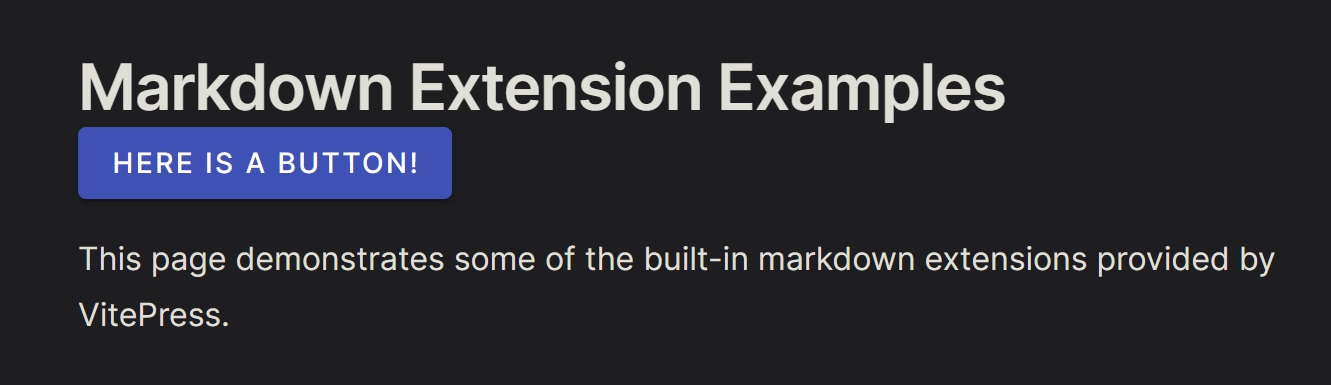 Markdown Extension Examples
HERE IS A BUTTON!
This page demonstrates some of the built-in markdown extensions provided by
VitePress.